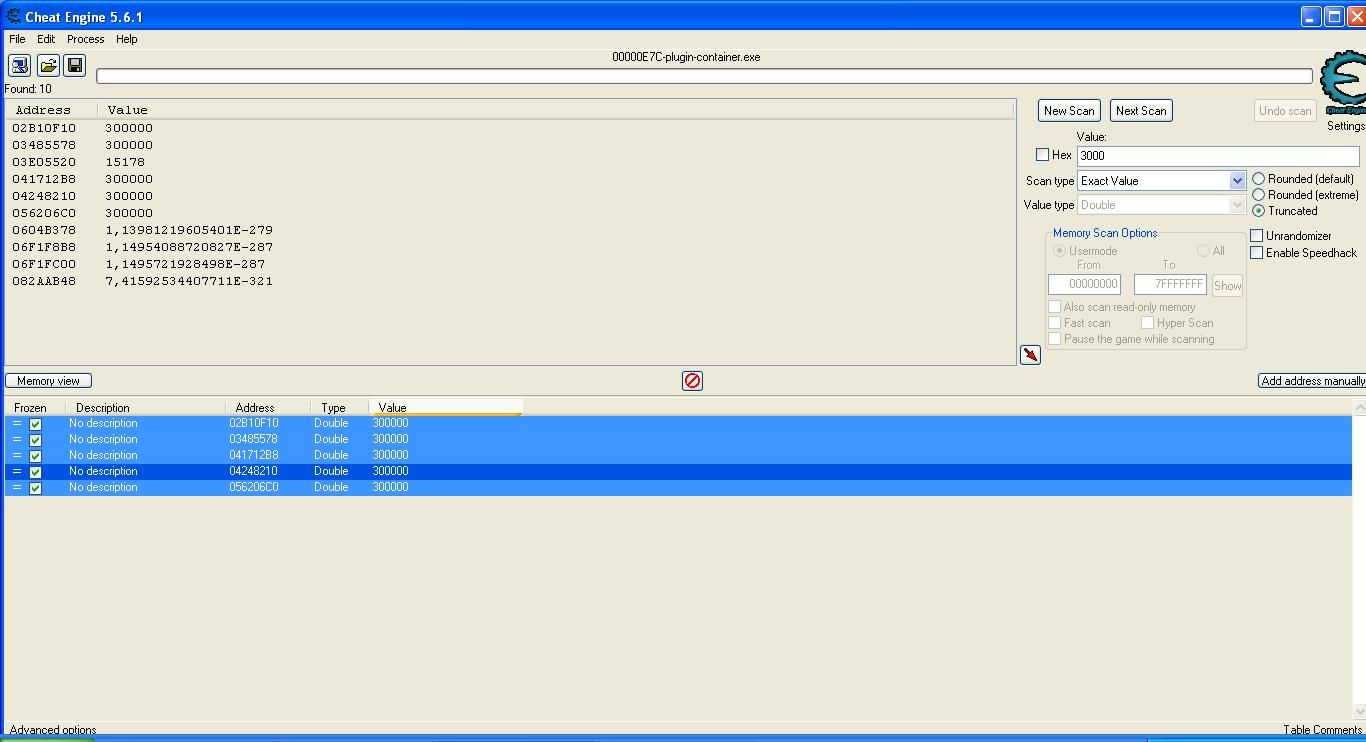 Cheat Engine 5.6.1
File Edit Process Help
00000E7C-plugin-container.exe
Found: 10
Address Value
02B10F10 300000
03485578 300000
03E05520 15178
041712B8 300000
04248210 300000
056206C0 300000
0604B378 1,13981219605401E-279
06F1F8B8 1,14954088720827E-287
06F1FC00 1,1495721928498E-287
082AAB48 7,41592534407711E-321
New Scan Next Scan Undo scan
Cheat Engine
Settings
Value:
Hex 3000
Scan type Exact Value
Value type Double
Rounded (default)
Rounded (extreme)
Truncated
Memory Scan Options
Usermode All
From To
00000000 7FFFFFFF Show
Also scan read-only memory
Fast scan Hyper Scan
Pause the game while scanning
Unrandomizer
Enable Speedhack
Memory view
Add address manually
Frozen Description Address Type Value
= No description 02B10F10 Double 300000
= No description 03485578 Double 300000
= No description 041712B8 Double 300000
= No description 04248210 Double 300000
= No description 056206C0 Double 300000
Advanced options Table Comments